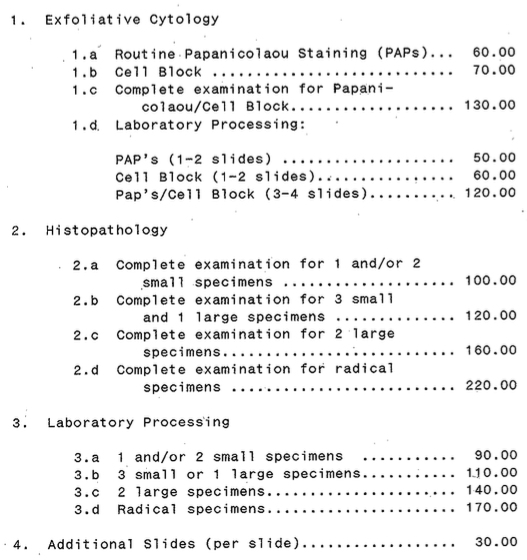 1. Exfoliative Cytology
1.a Routine Papanicolaou Staining (PAPs)... 60.00
1.b Cell Block ............................ 70.00
1.c Complete examination for Papani-
colaou/Cell Block................... 130.00
1.d. Laboratory Processing:
PAP's (1-2 slides) .................... 50.00
Cell Block (1-2 slides)................ 60.00
Pap's/Cell Block (3-4 slides).......... 120.00
2. Histopathology
2.a Complete examination for 1 and/or 2
small specimens ..................... 100.00
2.b Complete examination for 3 small
and 1 large specimens .............. 120.00
2.c Complete examination for 2 large
specimens........................... 160.00
2.d Complete examination for radical
specimens .......................... 220.00
3. Laboratory Processing
3.a 1 and/or 2 small specimens ........... 90.00
3.b 3 small or 1 large specimens........... 110.00
3.c 2 large specimens...................... 140.00
3.d Radical specimens...................... 170.00
4. Additional Slides (per slide).................. 30.00